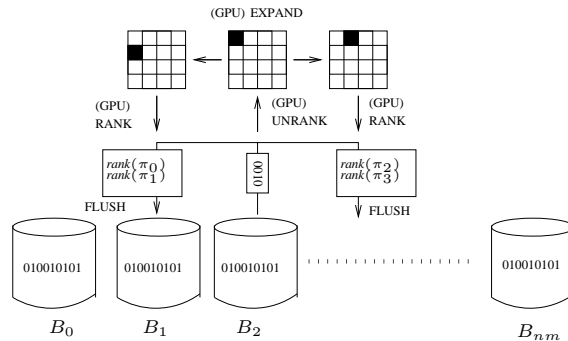 (GPU) EXPAND
(GPU)
RANK
(GPU)
UNRANK
(GPU)
RANK
rank(π₀)
rank(π₁)
0010
rank(π₂)
rank(π₃)
FLUSH
FLUSH
010010101
010010101
010010101
010010101
B₀
B₁
B₂
Bₙₘ